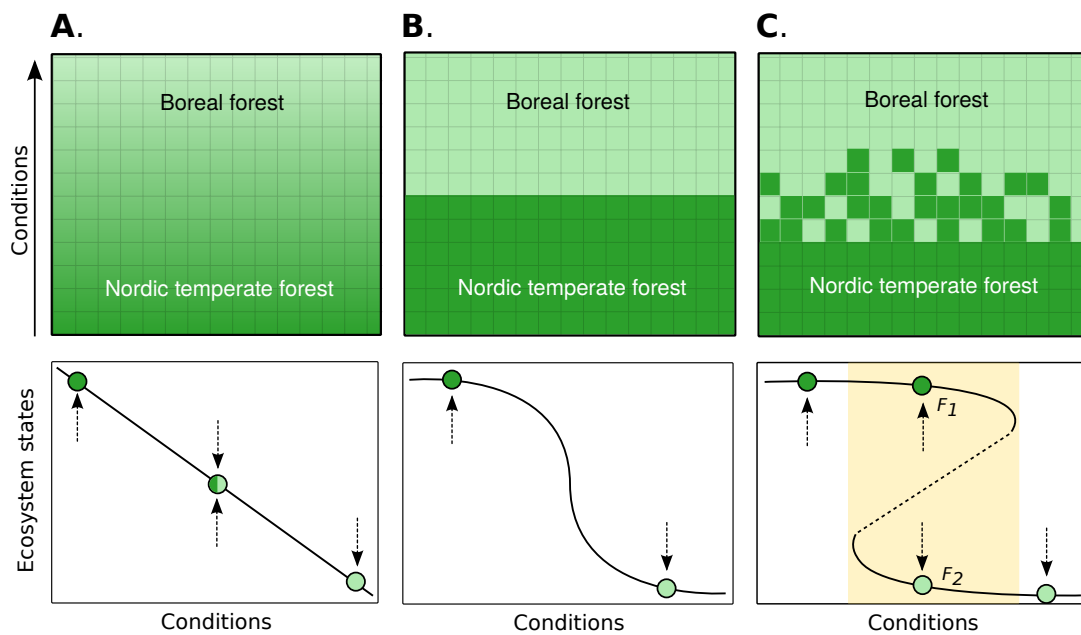 A.
B.
C.
Conditions
Boreal forest
Nordic temperate forest
Boreal forest
Nordic temperate forest
Boreal forest
Nordic temperate forest
Ecosystem states
F1
F2
Conditions
Conditions
Conditions